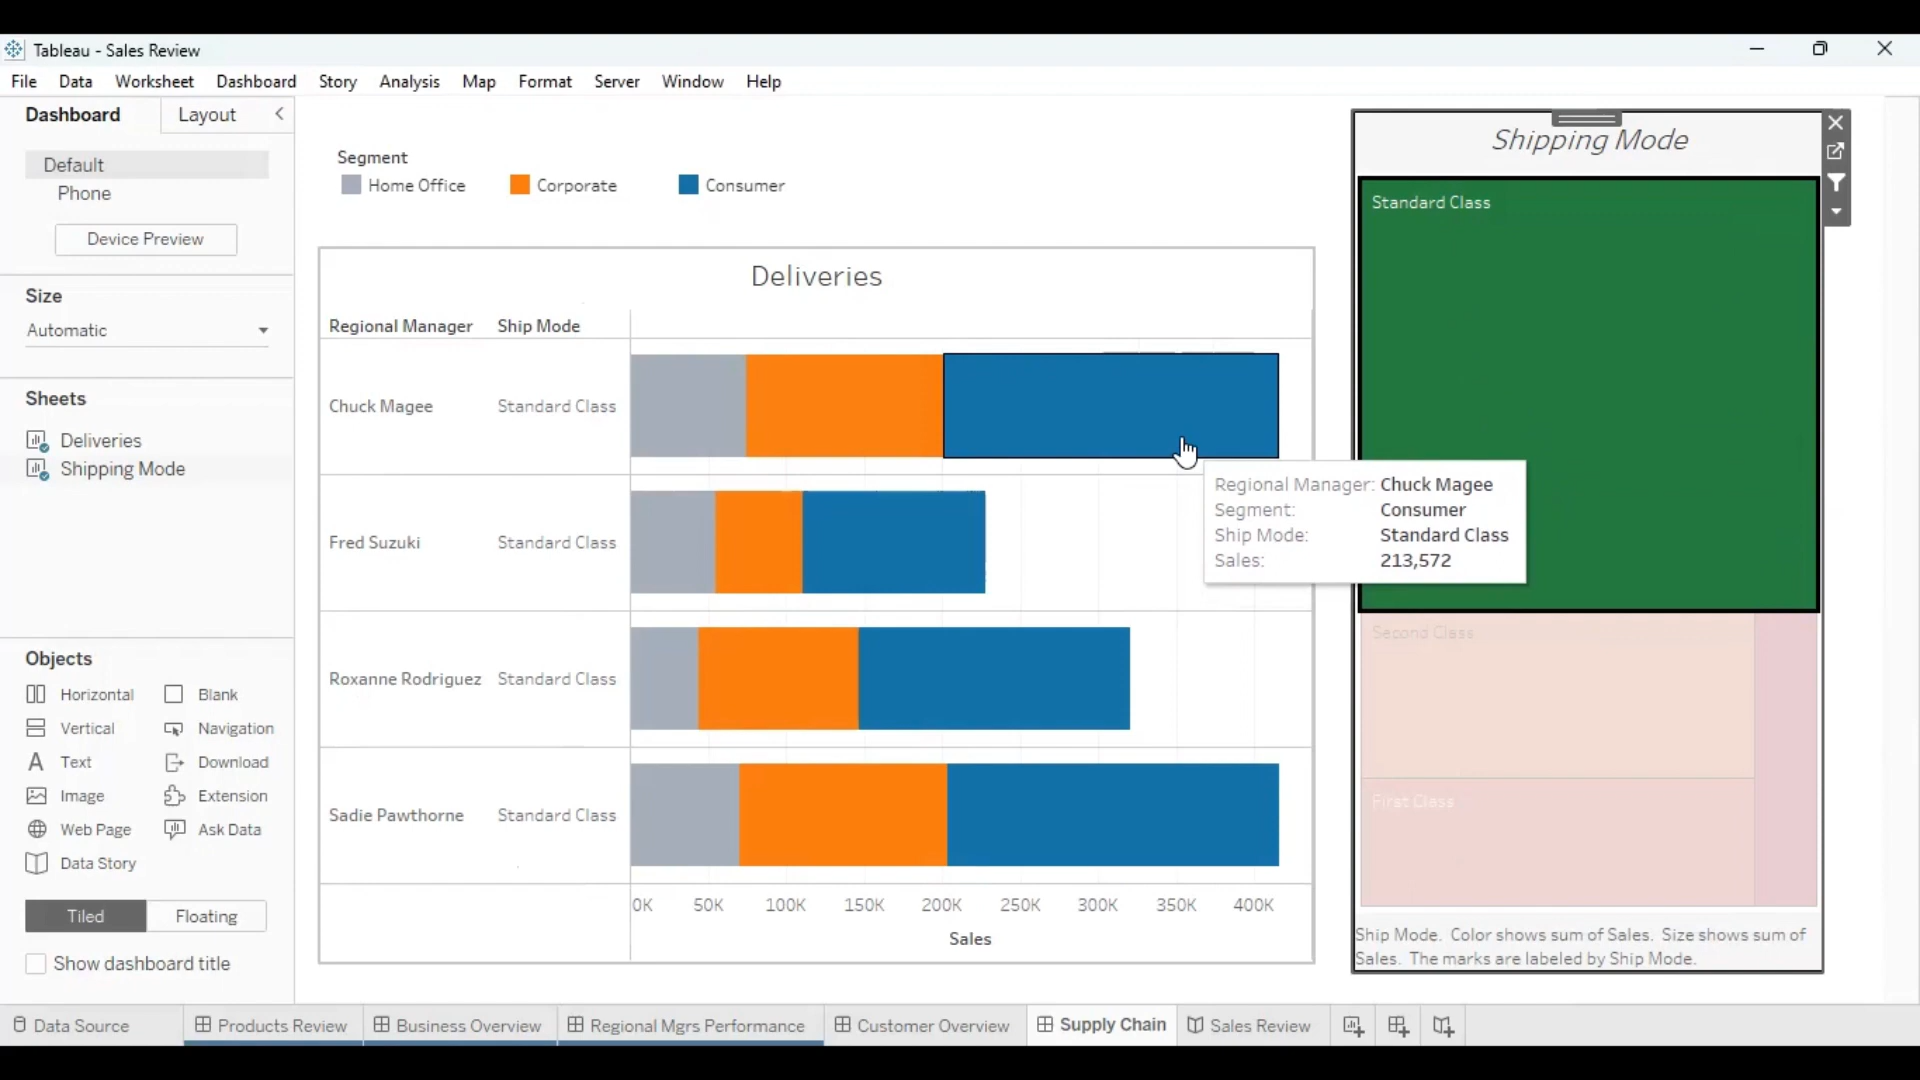 Tableau - Sales Review
File Data Worksheet Dashboard Story Analysis Map Format Server Window Help
Dashboard Layout
Default
Phone
Device Preview
Size
Automatic
Sheets
Deliveries
Shipping Mode
Objects
Horizontal Blank
Vertical Navigation
Text Download
Image Extension
Web Page Ask Data
Data Story
Tiled Floating
Show dashboard title
Segment
Home Office Corporate Consumer
Deliveries
Regional Manager Ship Mode
Chuck Magee Standard Class
Fred Suzuki Standard Class
Roxanne Rodriguez Standard Class
Sadie Pawthorne Standard Class
0K 50K 100K 150K 200K 250K 300K 350K 400K
Sales
Regional Manager: Chuck Magee
Segment: Consumer
Ship Mode: Standard Class
Sales: 213,572
Shipping Mode
Standard Class
Second Class
First Class
Ship Mode. Color shows sum of Sales. Size shows sum of
Sales. The marks are labeled by Ship Mode.
Data Source Products Review Business Overview Regional Mgrs Performance Customer Overview Supply Chain Sales Review